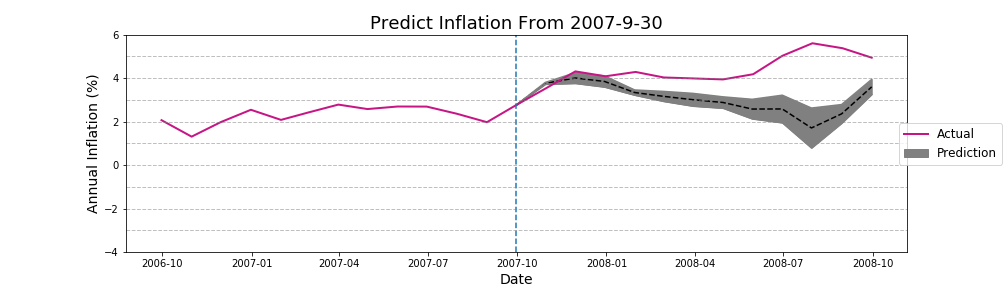 Predict Inflation From 2007-9-30
Annual Inflation (%)
6
4
2
0
−2
−4
2006-10 2007-01 2007-04 2007-07 2007-10 2008-01 2008-04 2008-07 2008-10
Date
Actual
Prediction